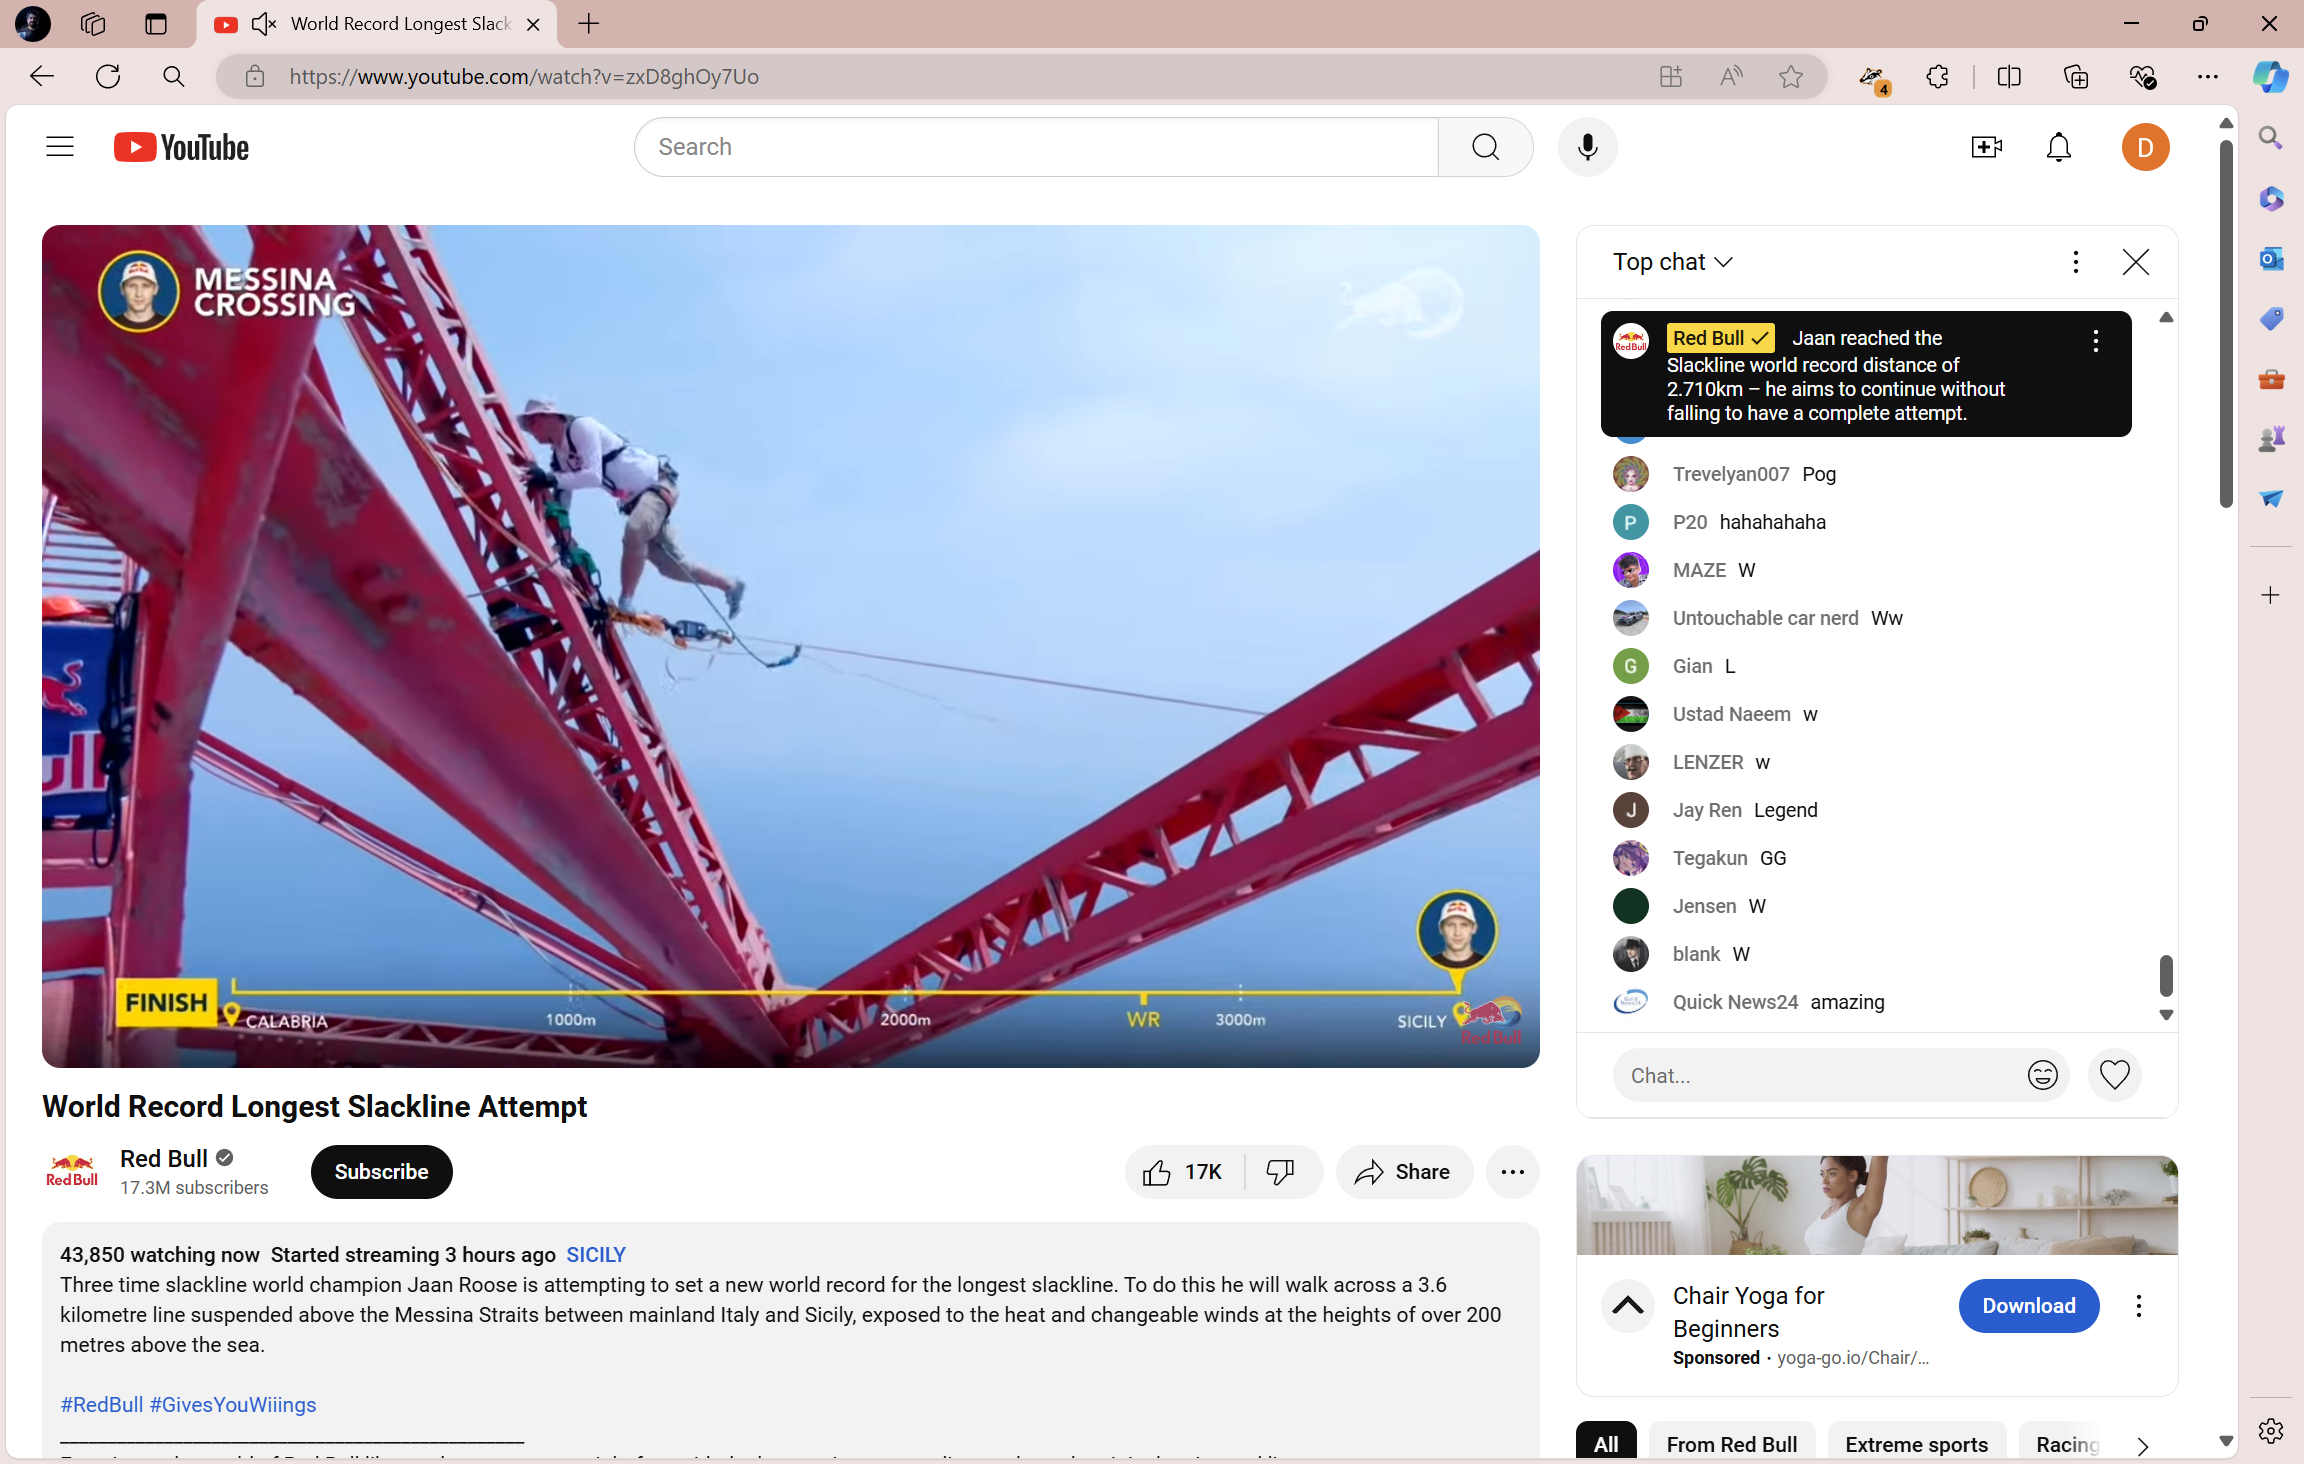 World Record Longest Slack
https://www.youtube.com/watch?v=zxD8ghOy7Uo
4
YouTube
Search
D
MESSINA
CROSSING
FINISH
CALABRIA
1000m
2000m
WR
3000m
SICILY
Red Bull
Top chat
Red Bull Jaan reached the
Slackline world record distance of
2.710km – he aims to continue without
falling to have a complete attempt.
Trevelyan007 Pog
P
P20 hahahahaha
MAZE W
Untouchable car nerd Ww
G
Gian L
Ustad Naeem w
LENZER w
J
Jay Ren Legend
Tegakun GG
Jensen W
blank W
Quick News24 amazing
Chat...
World Record Longest Slackline Attempt
Red Bull
Red Bull
17.3M subscribers
Subscribe
17K
Share
43,850 watching now Started streaming 3 hours ago SICILY
Three time slackline world champion Jaan Roose is attempting to set a new world record for the longest slackline. To do this he will walk across a 3.6
kilometre line suspended above the Messina Straits between mainland Italy and Sicily, exposed to the heat and changeable winds at the heights of over 200
metres above the sea.
#RedBull #GivesYouWiiings
Chair Yoga for
Beginners
Sponsored · yoga-go.io/Chair/...
Download
All
From Red Bull
Extreme sports
Racing